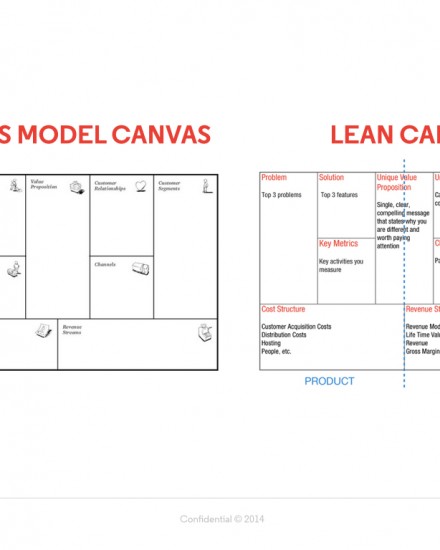 S MODEL CANVAS
LEAN CA
Value
Proposition
Customer
Relationships
Customer
Segments
Channels
Revenue
Streams
Problem
Top 3 problems
Solution
Top 3 features
Key Metrics
Key activities you
measure
Unique Value
Proposition
Single, clear,
compelling message
that states why you
are different and
worth paying
attention
U
Ca
co
C
Pa
Cost Structure
Customer Acquisition Costs
Distribution Costs
Hosting
People, etc.
Revenue St
Revenue Mod
Life Time Valu
Revenue
Gross Margin
PRODUCT
Confidential © 2014